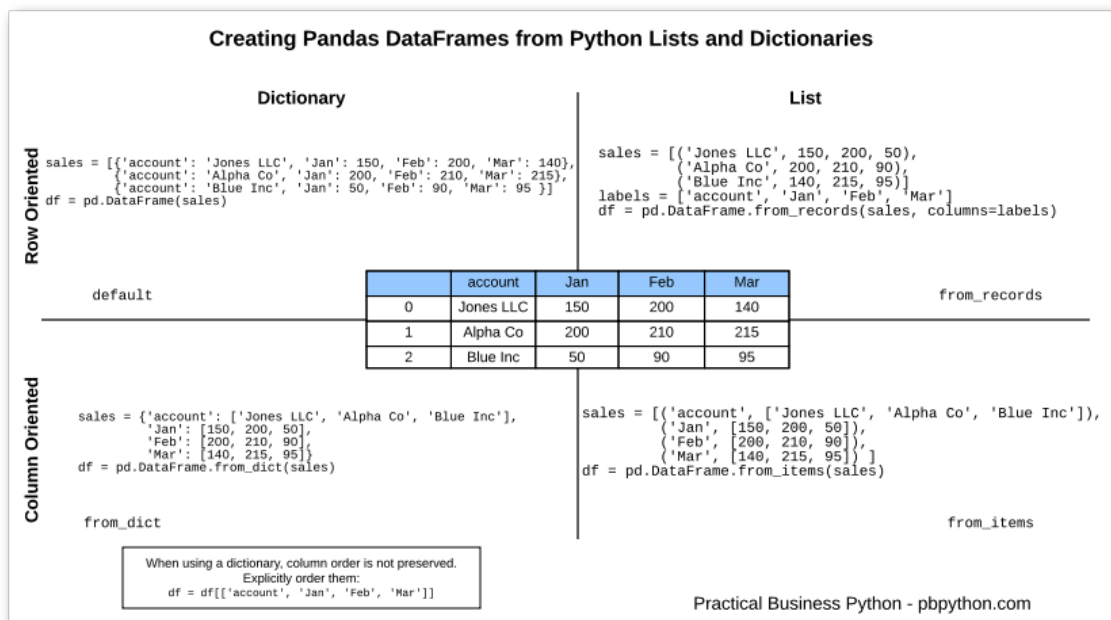 Creating Pandas DataFrames from Python Lists and Dictionaries
Dictionary
List
Row Oriented
sales = [{'account': 'Jones LLC', 'Jan': 150, 'Feb': 200, 'Mar': 140},
{'account': 'Alpha Co', 'Jan': 200, 'Feb': 210, 'Mar': 215},
{'account': 'Blue Inc', 'Jan': 50, 'Feb': 90, 'Mar': 95 }]
df = pd.DataFrame(sales)
default
sales = [('Jones LLC', 150, 200, 50),
('Alpha Co', 200, 210, 90),
('Blue Inc', 140, 215, 95)]
labels = ['account', 'Jan', 'Feb', 'Mar']
df = pd.DataFrame.from_records(sales, columns=labels)
from_records
account Jan Feb Mar
0 Jones LLC 150 200 140
1 Alpha Co 200 210 215
2 Blue Inc 50 90 95
Column Oriented
sales = {'account': ['Jones LLC', 'Alpha Co', 'Blue Inc'],
'Jan': [150, 200, 50],
'Feb': [200, 210, 90],
'Mar': [140, 215, 95]}
df = pd.DataFrame.from_dict(sales)
from_dict
sales = [('account', ['Jones LLC', 'Alpha Co', 'Blue Inc']),
('Jan', [150, 200, 50]),
('Feb', [200, 210, 90]),
('Mar', [140, 215, 95]) ]
df = pd.DataFrame.from_items(sales)
from_items
When using a dictionary, column order is not preserved.
Explicitly order them:
df = df[['account', 'Jan', 'Feb', 'Mar']]
Practical Business Python - pbpython.com